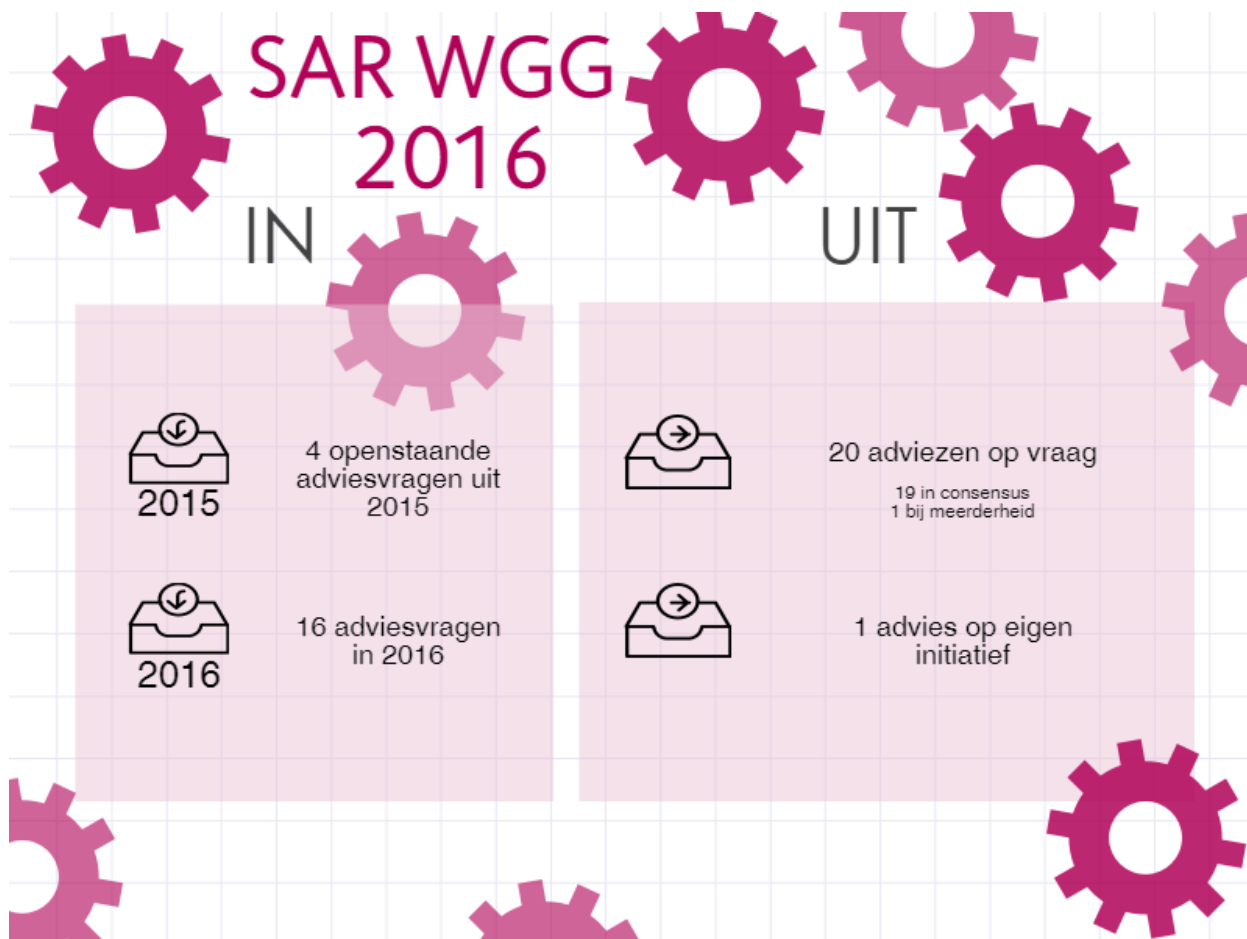 SAR WGG
2016
IN
UIT
2015
4 openstaande
adviesvragen uit
2015
20 adviezen op vraag
19 in consensus
1 bij meerderheid
2016
16 adviesvragen
in 2016
1 advies op eigen
initiatief